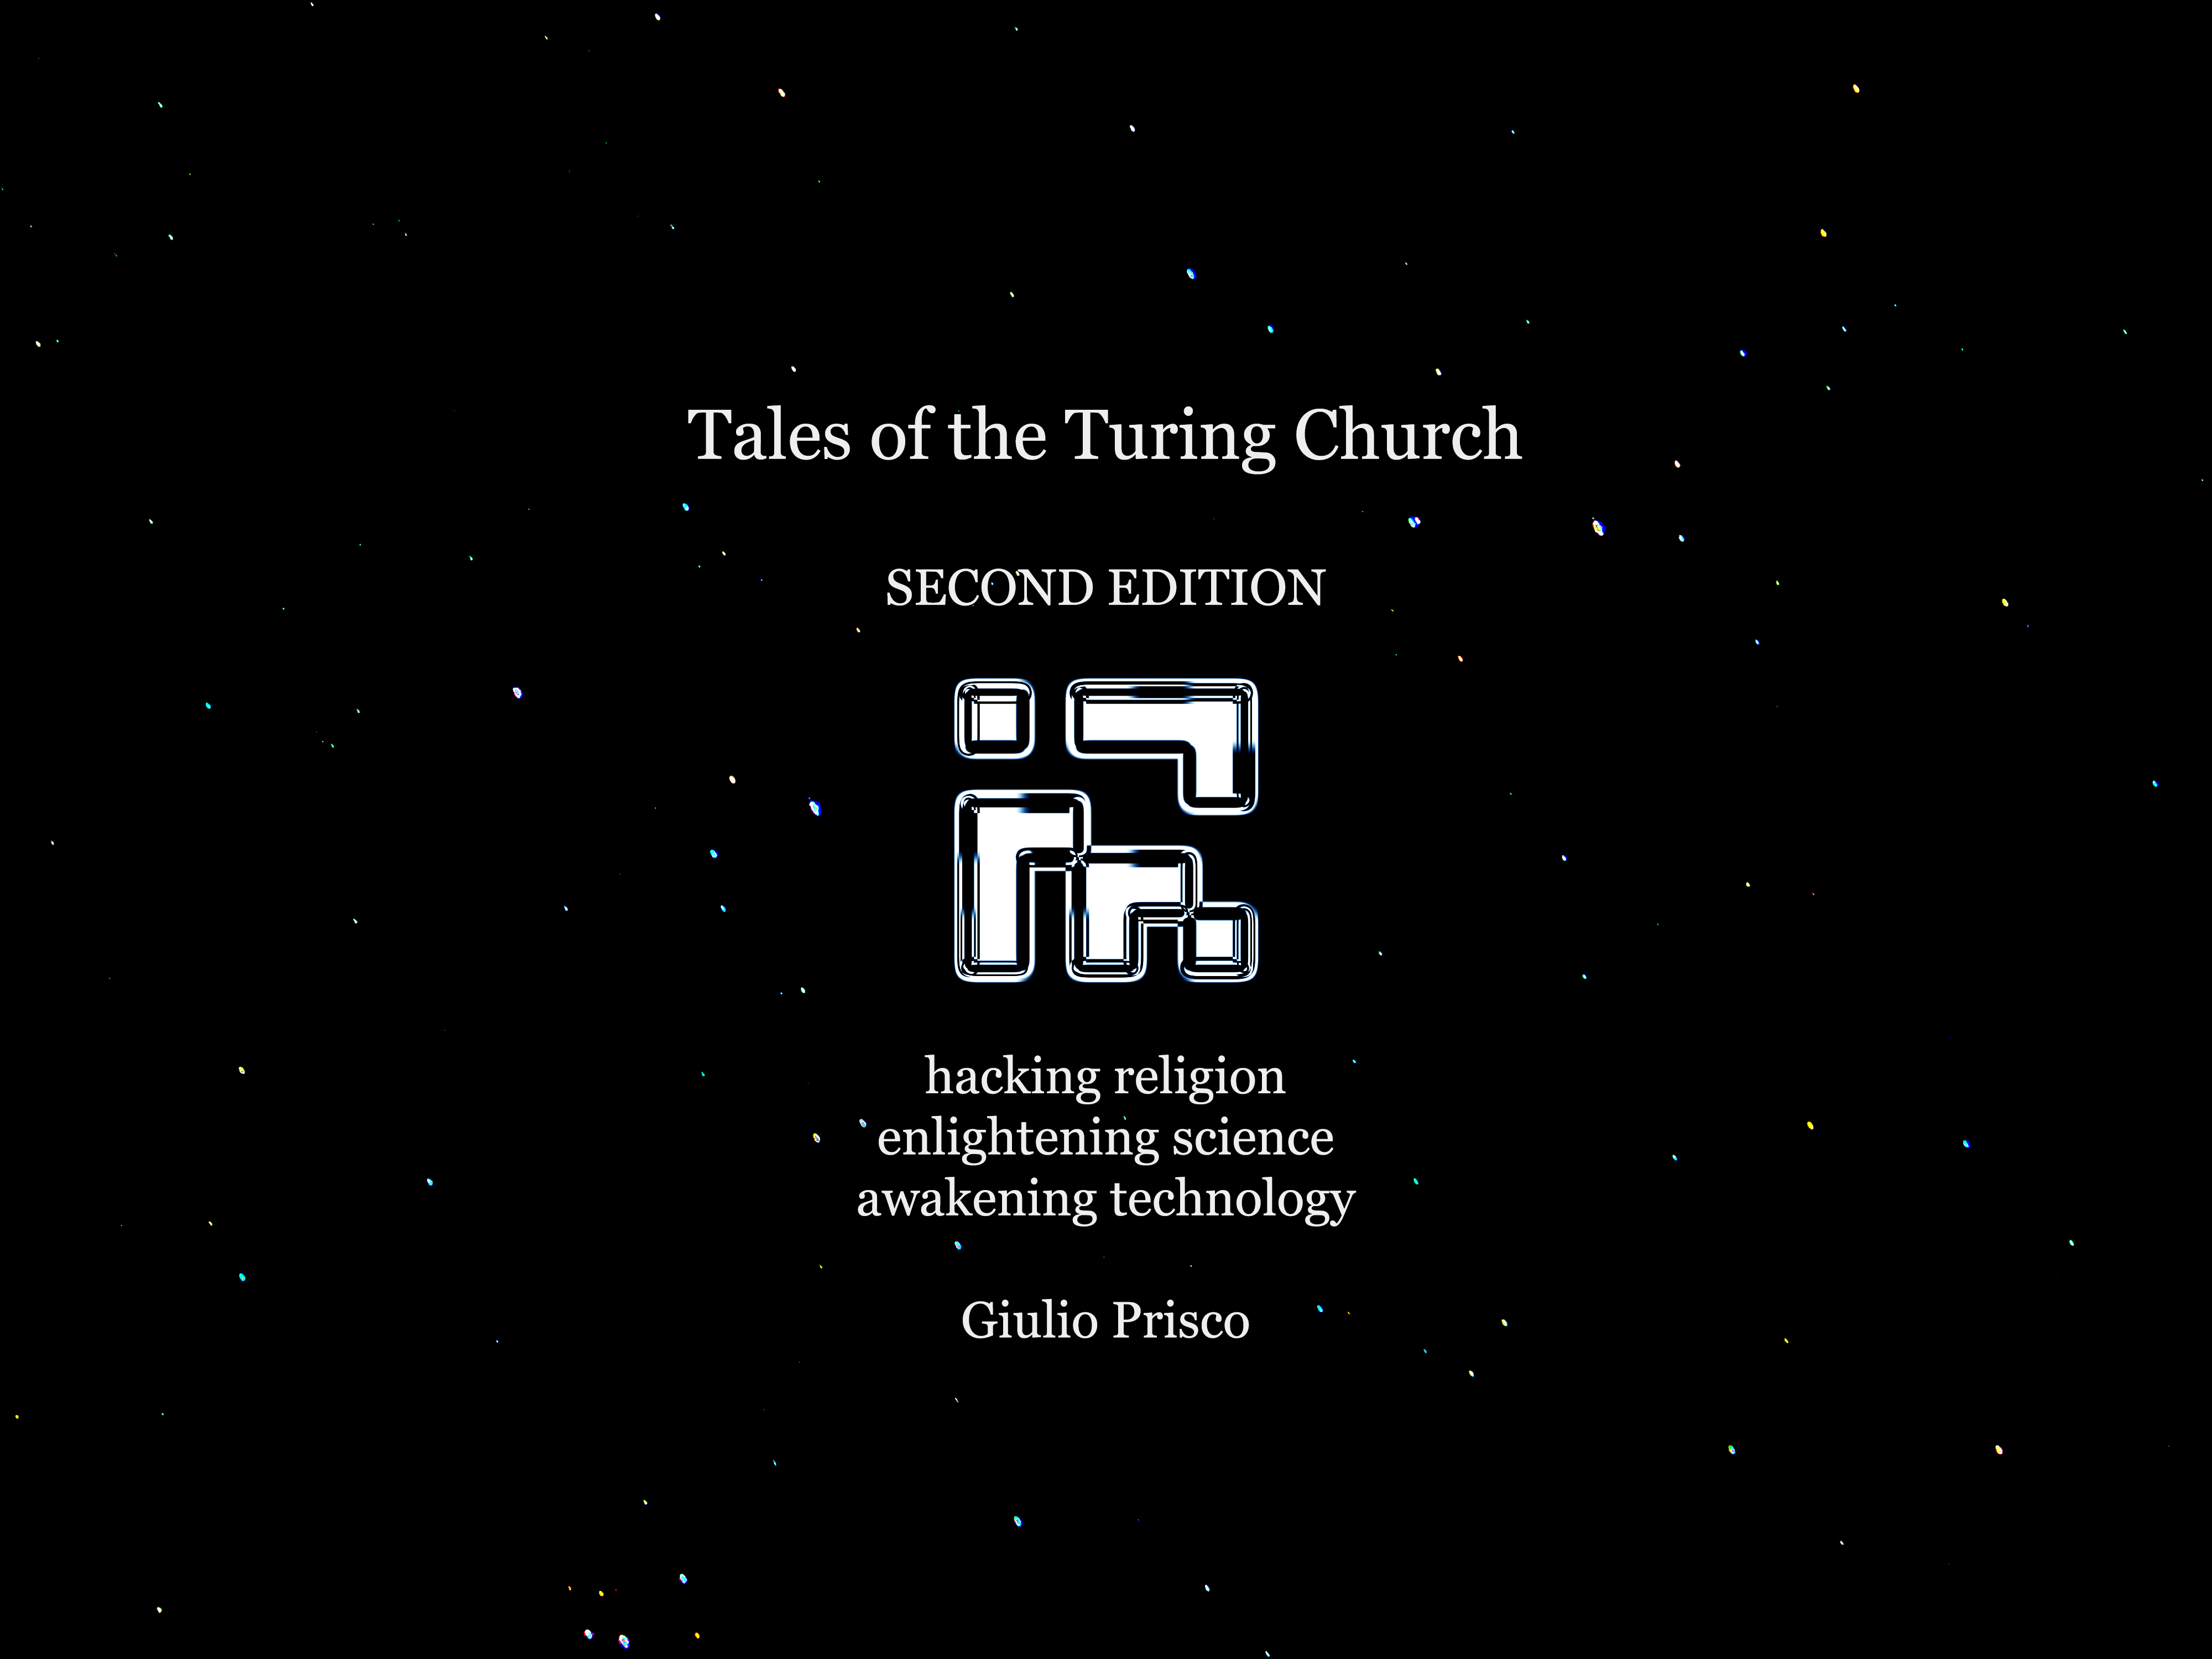 Tales of the Turing Church
SECOND EDITION
hacking religion
enlightening science
awakening technology
Giulio Prisco